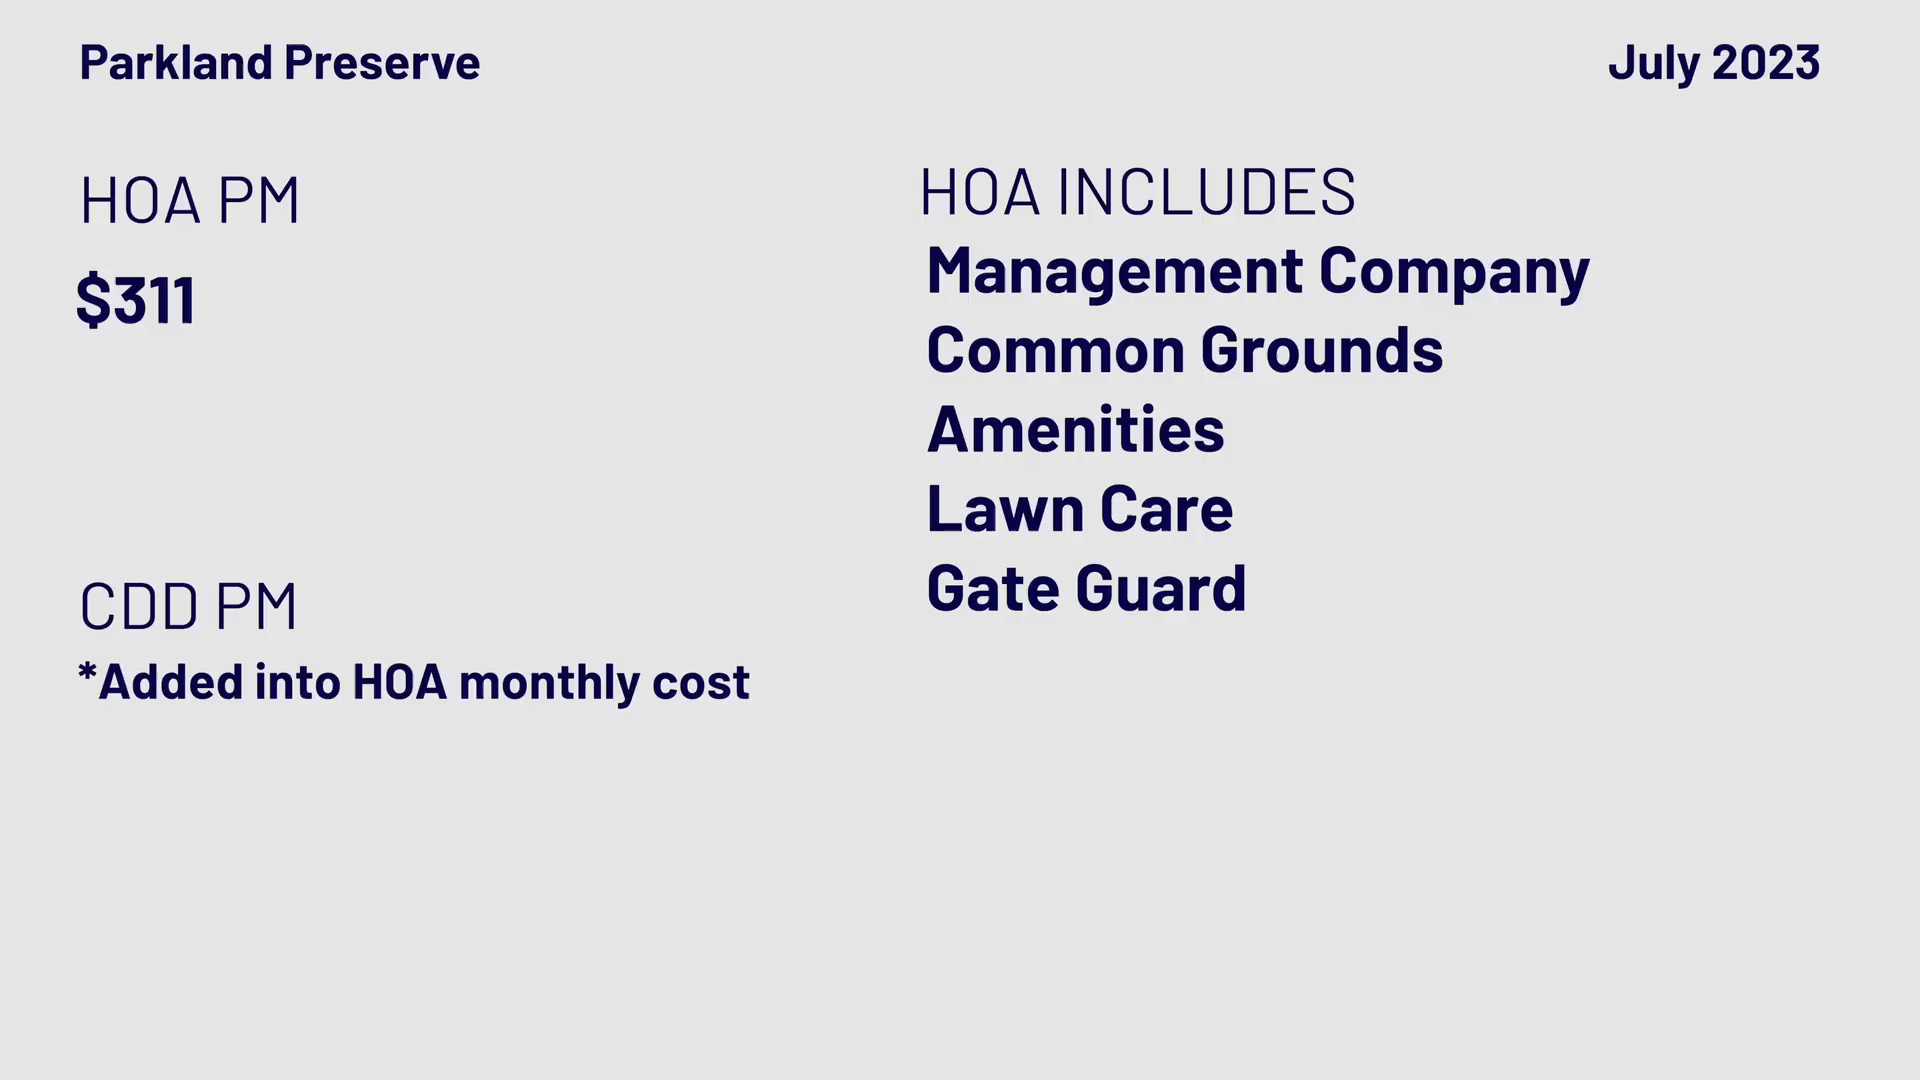 Parkland Preserve
July 2023
HOA PM
$311
CDD PM
*Added into HOA monthly cost
HOA INCLUDES
Management Company
Common Grounds
Amenities
Lawn Care
Gate Guard